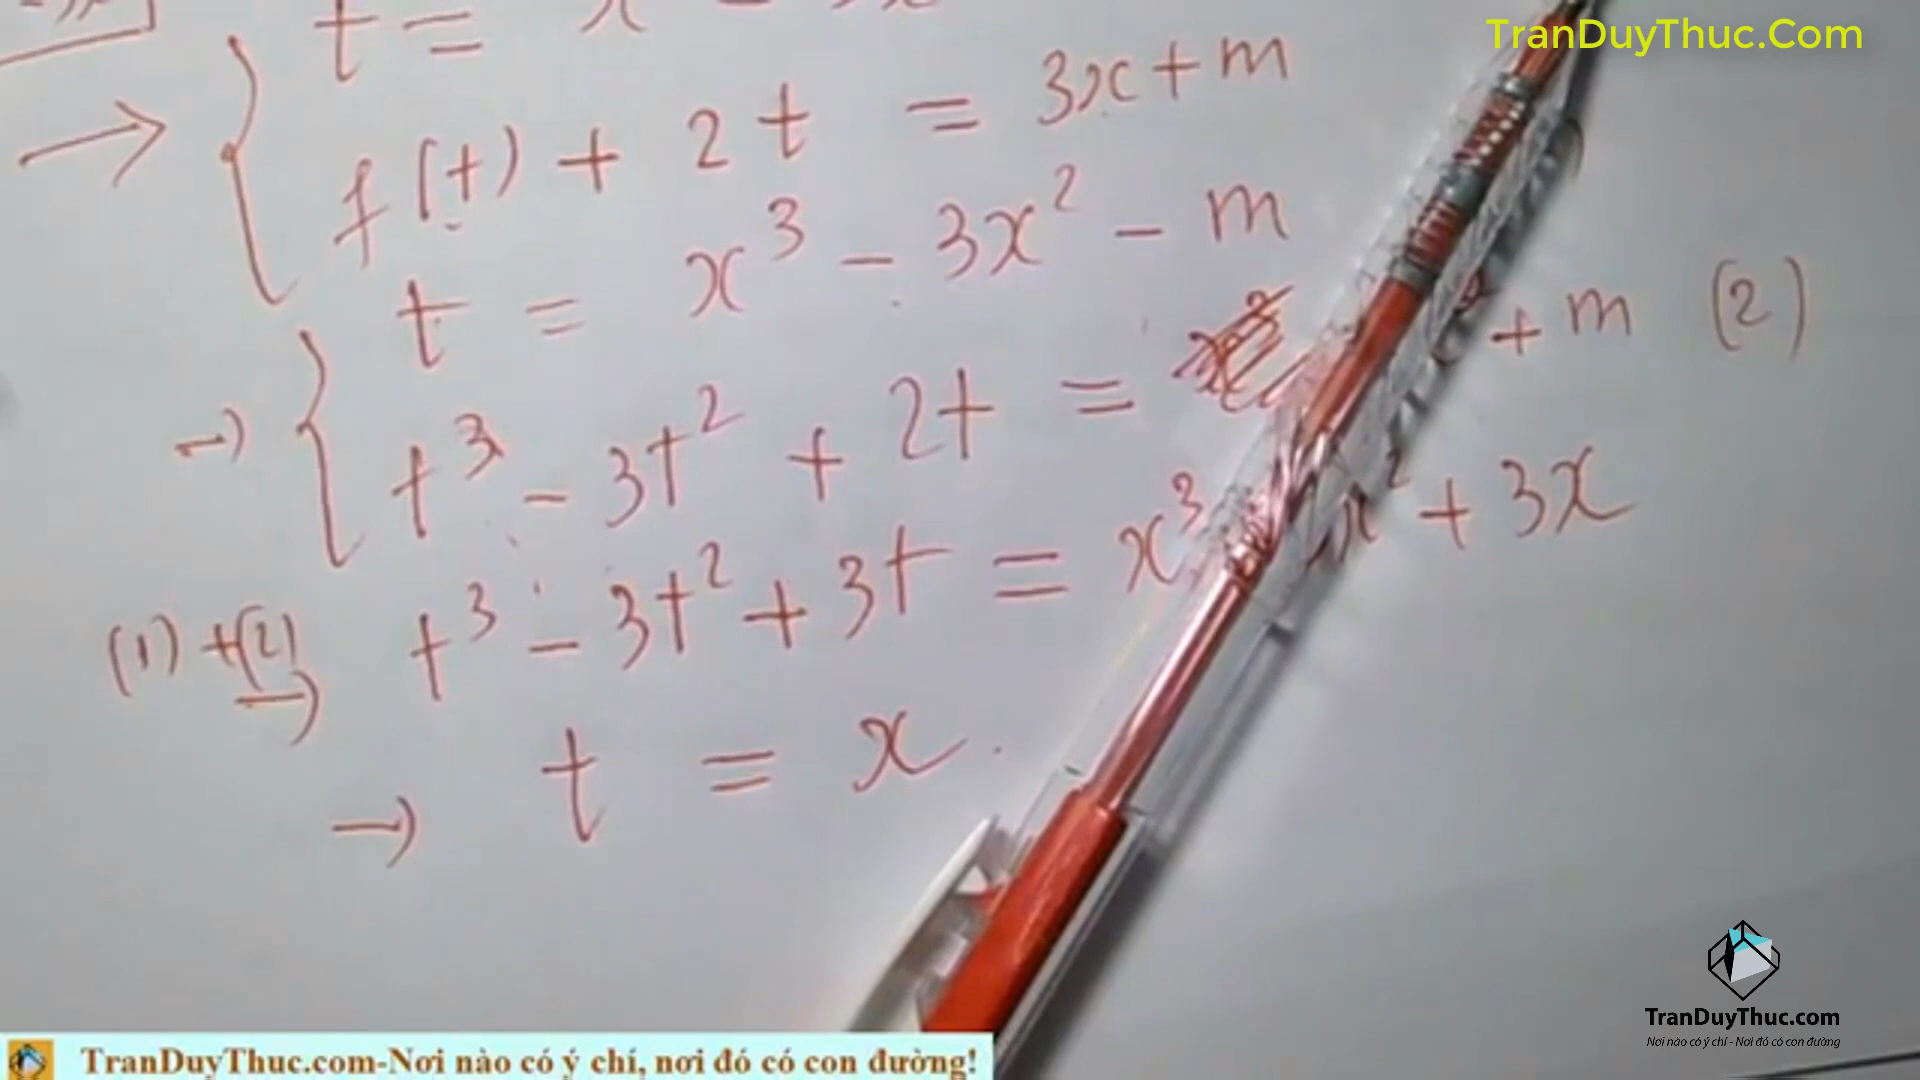 TranDuyThuc.Com
t =
f(t) + 2t = 3x + m
t = x³ - 3x² - m
t³ - 3t² + 2t = + m (2)
(1) + (2) t³ - 3t² + 3t = x³ x² + 3x
→ t = x.
TranDuyThuc.com
Nơi nào có ý chí - Nơi đó có con đường
TranDuyThuc.com-Nơi nào có ý chí, nơi đó có con đường!